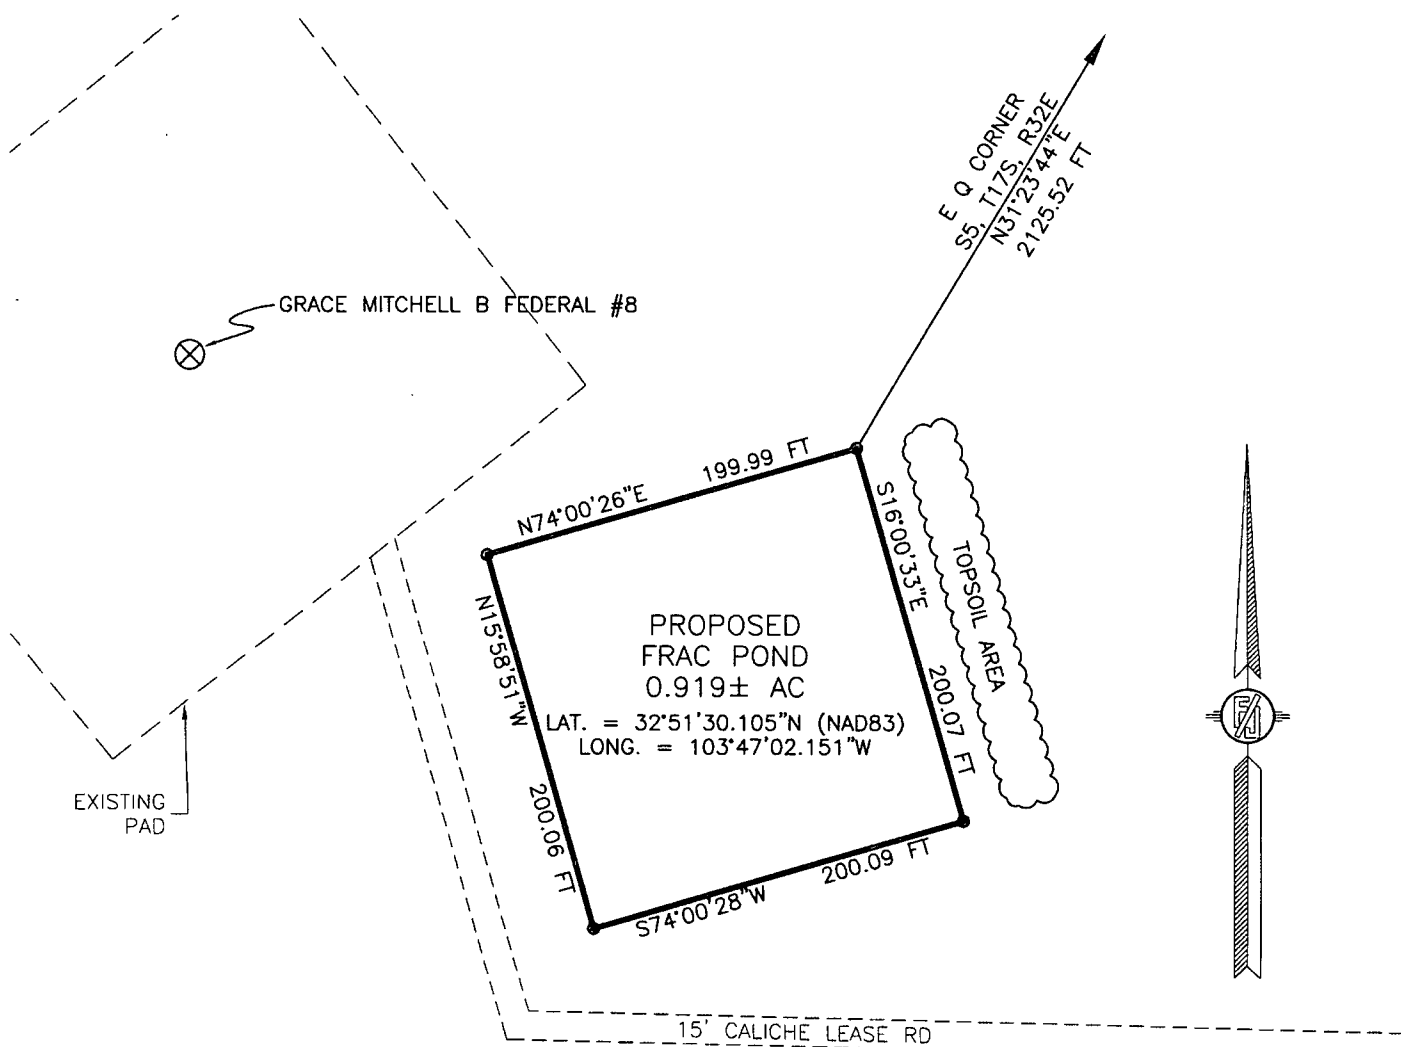 E Q CORNER
S5, T17S, R32E
N31°23'44"E
2125.52 FT
GRACE MITCHELL B FEDERAL #8
199.99 FT
N74°00'26"E
S16°00'33"E
TOPSOIL AREA
N15°58'51"W
PROPOSED
FRAC POND
0.919± AC
LAT. = 32°51'30.105"N (NAD83)
LONG. = 103°47'02.151"W
200.07 FT
EXISTING
PAD
200.06 FT
200.09 FT
S74°00'28"W
15' CALICHE LEASE RD